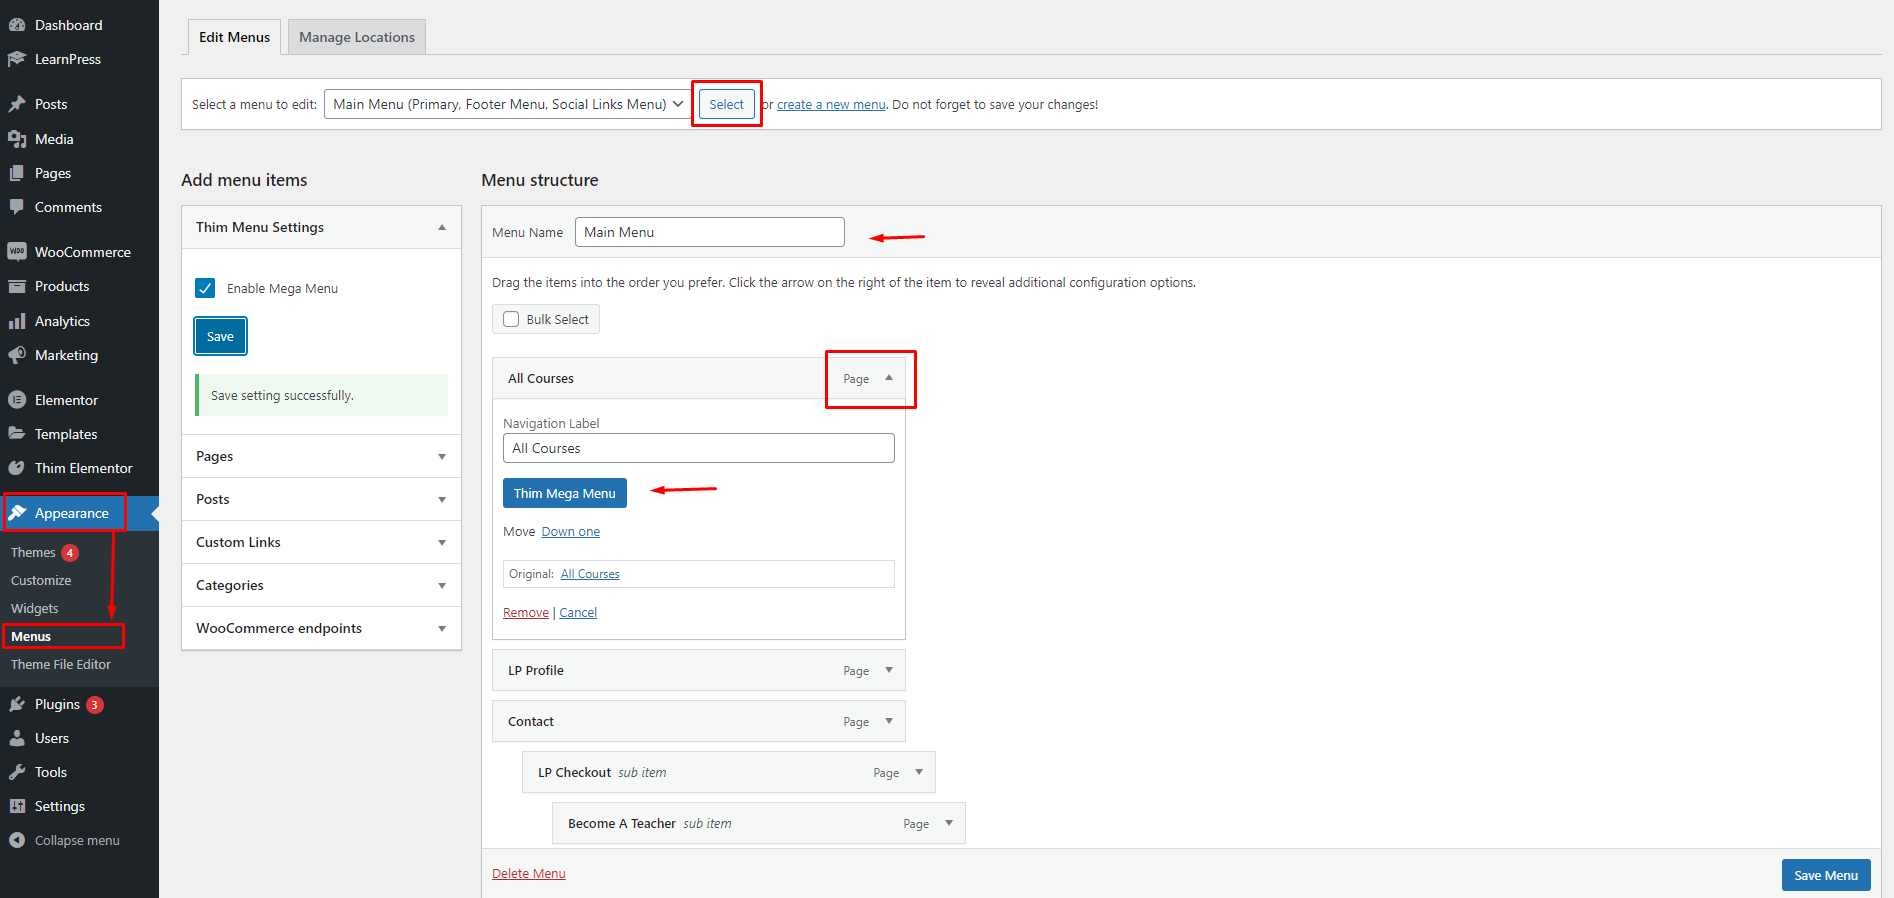 Dashboard
LearnPress
Posts
Media
Pages
Comments
WooCommerce
Products
Analytics
Marketing
Elementor
Templates
Thim Elementor
Appearance
Themes 4
Customize
Widgets
Menus
Theme File Editor
Plugins 3
Users
Tools
Settings
Collapse menu
Edit Menus
Manage Locations
Select a menu to edit: Main Menu (Primary, Footer Menu, Social Links Menu) Select or create a new menu. Do not forget to save your changes!
Add menu items
Thim Menu Settings
Enable Mega Menu
Save
Save setting successfully.
Pages
Posts
Custom Links
Categories
WooCommerce endpoints
Menu structure
Menu Name Main Menu
Drag the items into the order you prefer. Click the arrow on the right of the item to reveal additional configuration options.
Bulk Select
All Courses Page
Navigation Label
All Courses
Thim Mega Menu
Move Down one
Original: All Courses
Remove | Cancel
LP Profile Page
Contact Page
LP Checkout sub item Page
Become A Teacher sub item Page
Delete Menu
Save Menu